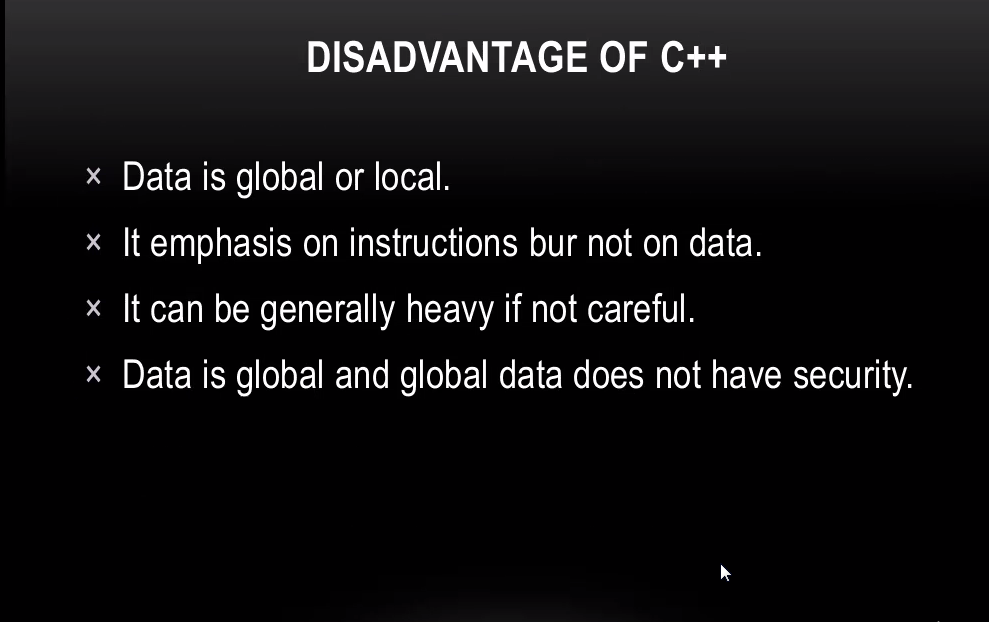 DISADVANTAGE OF C++
× Data is global or local.
× It emphasis on instructions bur not on data.
× It can be generally heavy if not careful.
× Data is global and global data does not have security.